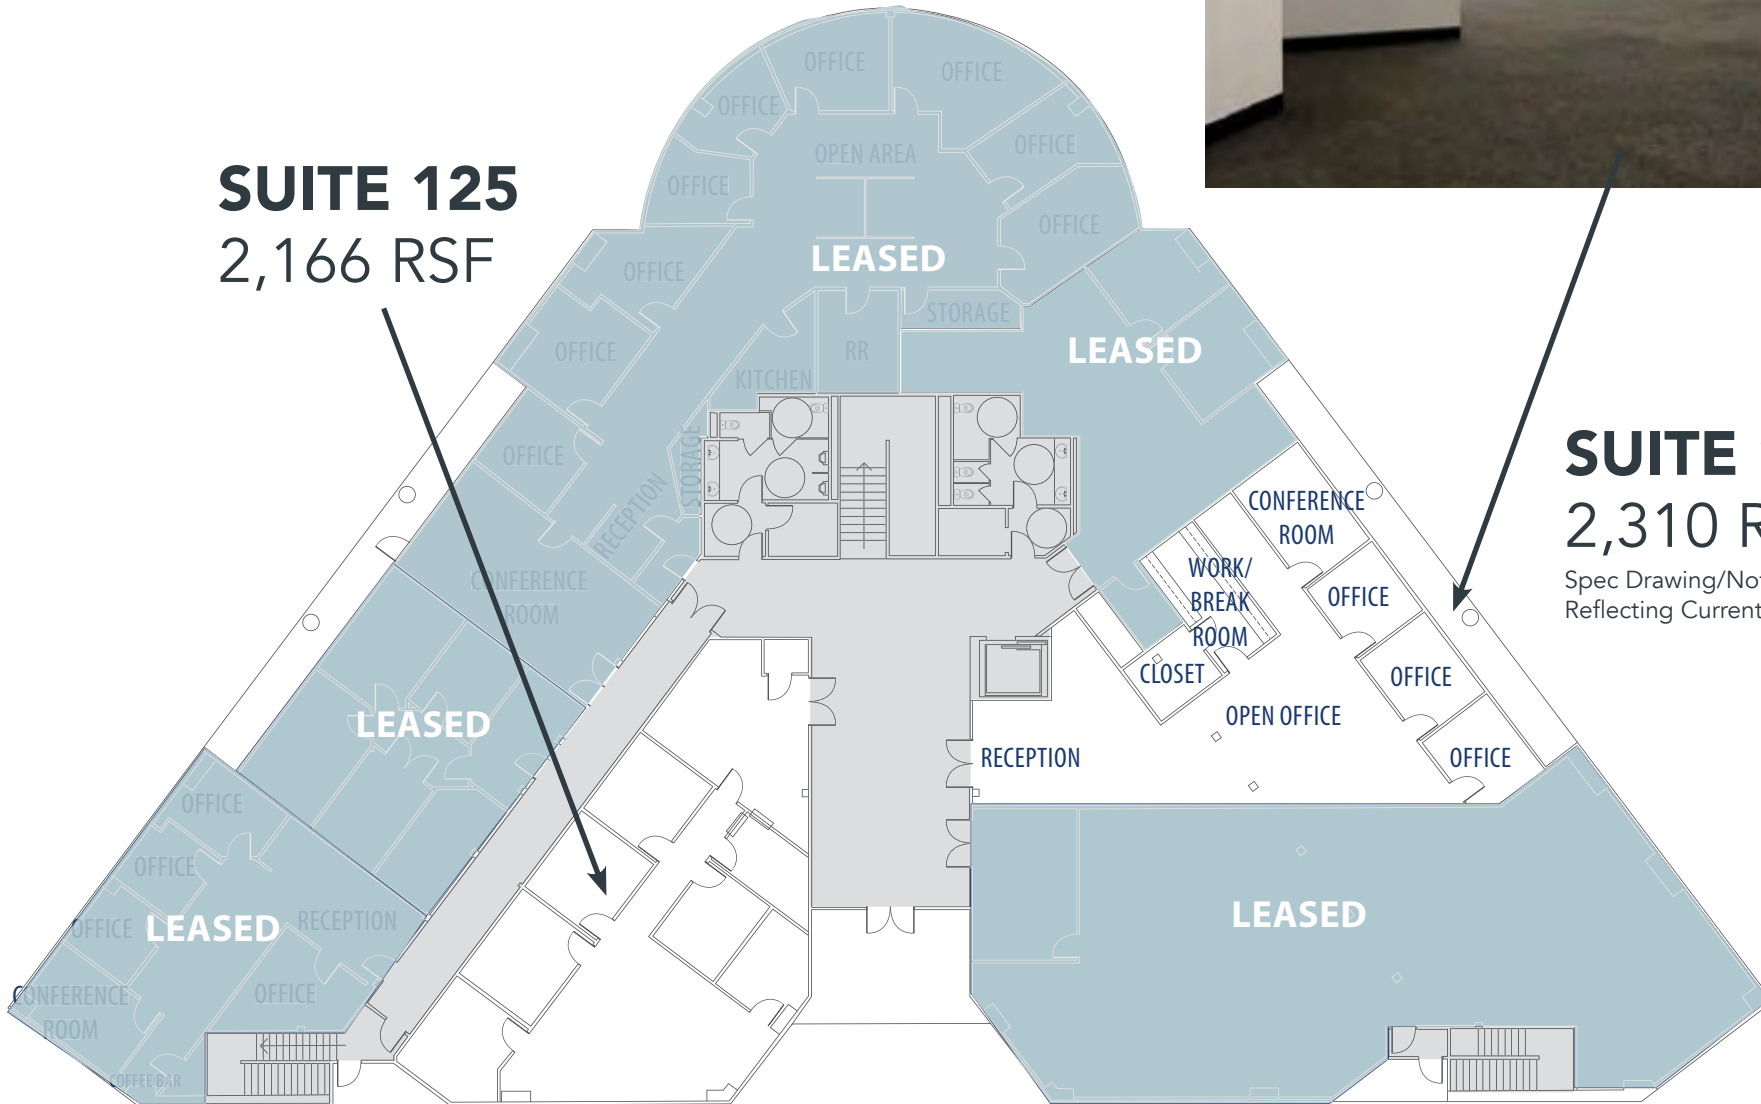 OFFICE
OFFICE
OFFICE
OFFICE
OPEN AREA
OFFICE
OFFICE
SUITE 125
2,166 RSF
LEASED
OFFICE
STORAGE
LEASED
OFFICE
RR
KITCHEN
STORAGE
OFFICE
RECEPTION
CONFERENCE
ROOM
SUITE
2,310 R
Spec Drawing/No
Reflecting Current
CONFERENCE
ROOM
WORK/
BREAK
ROOM
OFFICE
CLOSET
OFFICE
OPEN OFFICE
RECEPTION
OFFICE
LEASED
OFFICE
OFFICE
OFFICE
LEASED
RECEPTION
OFFICE
CONFERENCE
ROOM
COFFEE BAR
LEASED